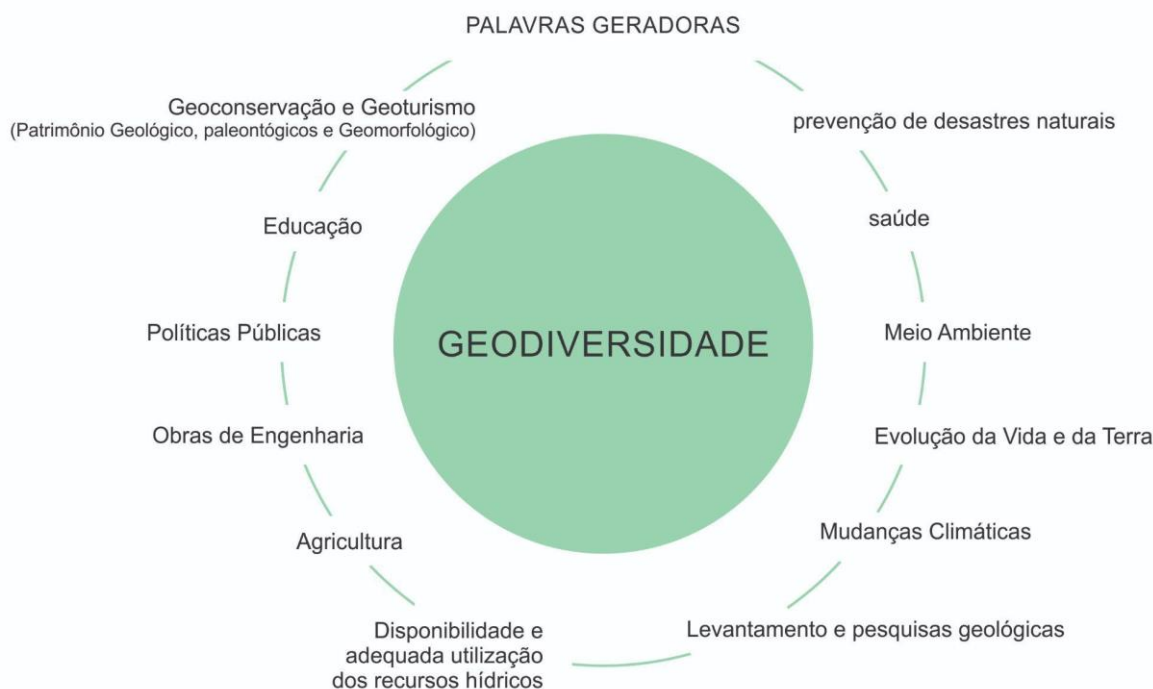 PALAVRAS GERADORAS
Geoconservação e Geoturismo
(Patrimônio Geológico, paleontógicos e Geomorfológico)
prevenção de desastres naturais
Educação
saúde
Políticas Públicas
GEODIVERSIDADE
Meio Ambiente
Obras de Engenharia
Evolução da Vida e da Terra
Agricultura
Mudanças Climáticas
Disponibilidade e
adequada utilização
dos recursos hídricos
Levantamento e pesquisas geológicas